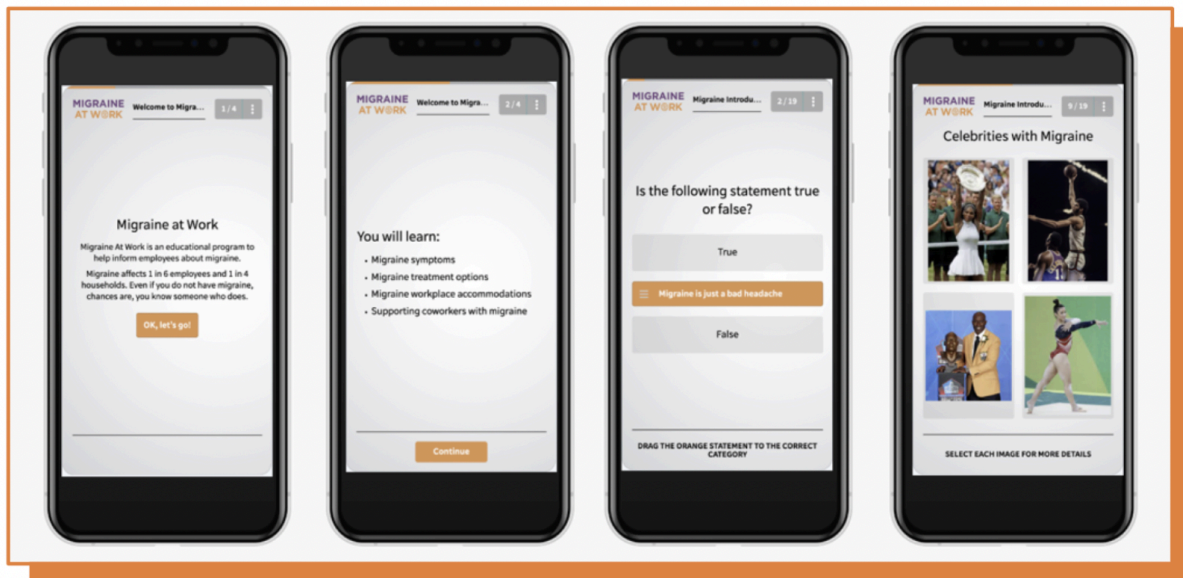 MIGRAINE
AT WORK
Welcome to Migra...
1 / 4
Migraine at Work
Migraine At Work is an educational program to
help inform employees about migraine.
Migraine affects 1 in 6 employees and 1 in 4
households. Even if you do not have migraine,
chances are, you know someone who does.
OK, let's go!
MIGRAINE
AT WORK
Welcome to Migra...
2 / 4
You will learn:
• Migraine symptoms
• Migraine treatment options
• Migraine workplace accommodations
• Supporting coworkers with migraine
Continue
MIGRAINE
AT WORK
Migraine Introdu...
2 / 19
Is the following statement true
or false?
True
Migraine is just a bad headache
False
DRAG THE ORANGE STATEMENT TO THE CORRECT
CATEGORY
MIGRAINE
AT WORK
Migraine Introdu...
9 / 19
Celebrities with Migraine
SELECT EACH IMAGE FOR MORE DETAILS